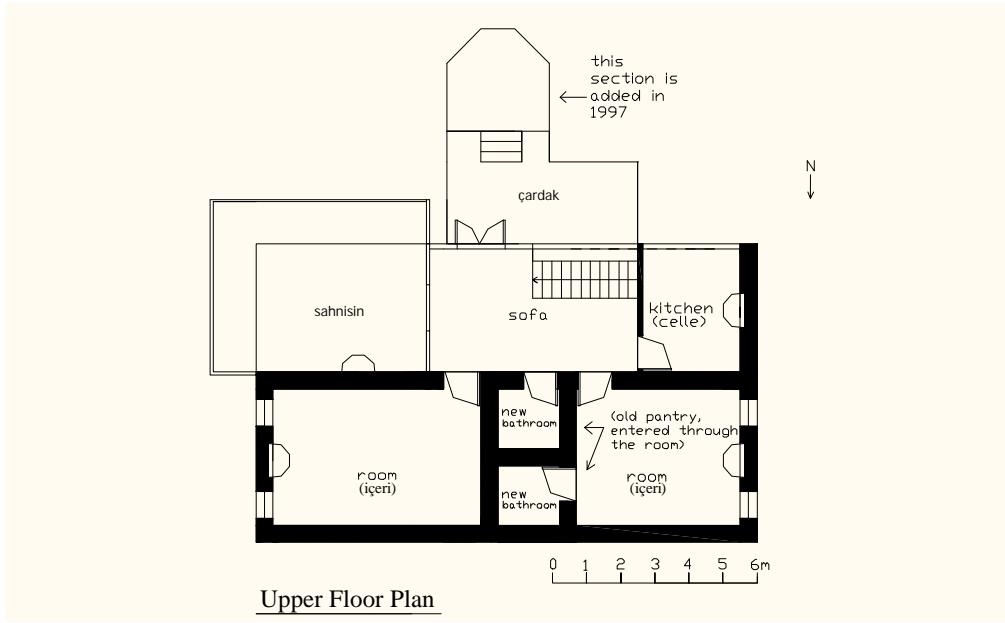 this
section is
added in
1997
N
çardak
sahnisin
sofa
kitchen
(celle)
new
bathroom
(old pantry,
entered through
the room)
room
(içeri)
room
(içeri)
new
bathroom
0 1 2 3 4 5 6m
Upper Floor Plan